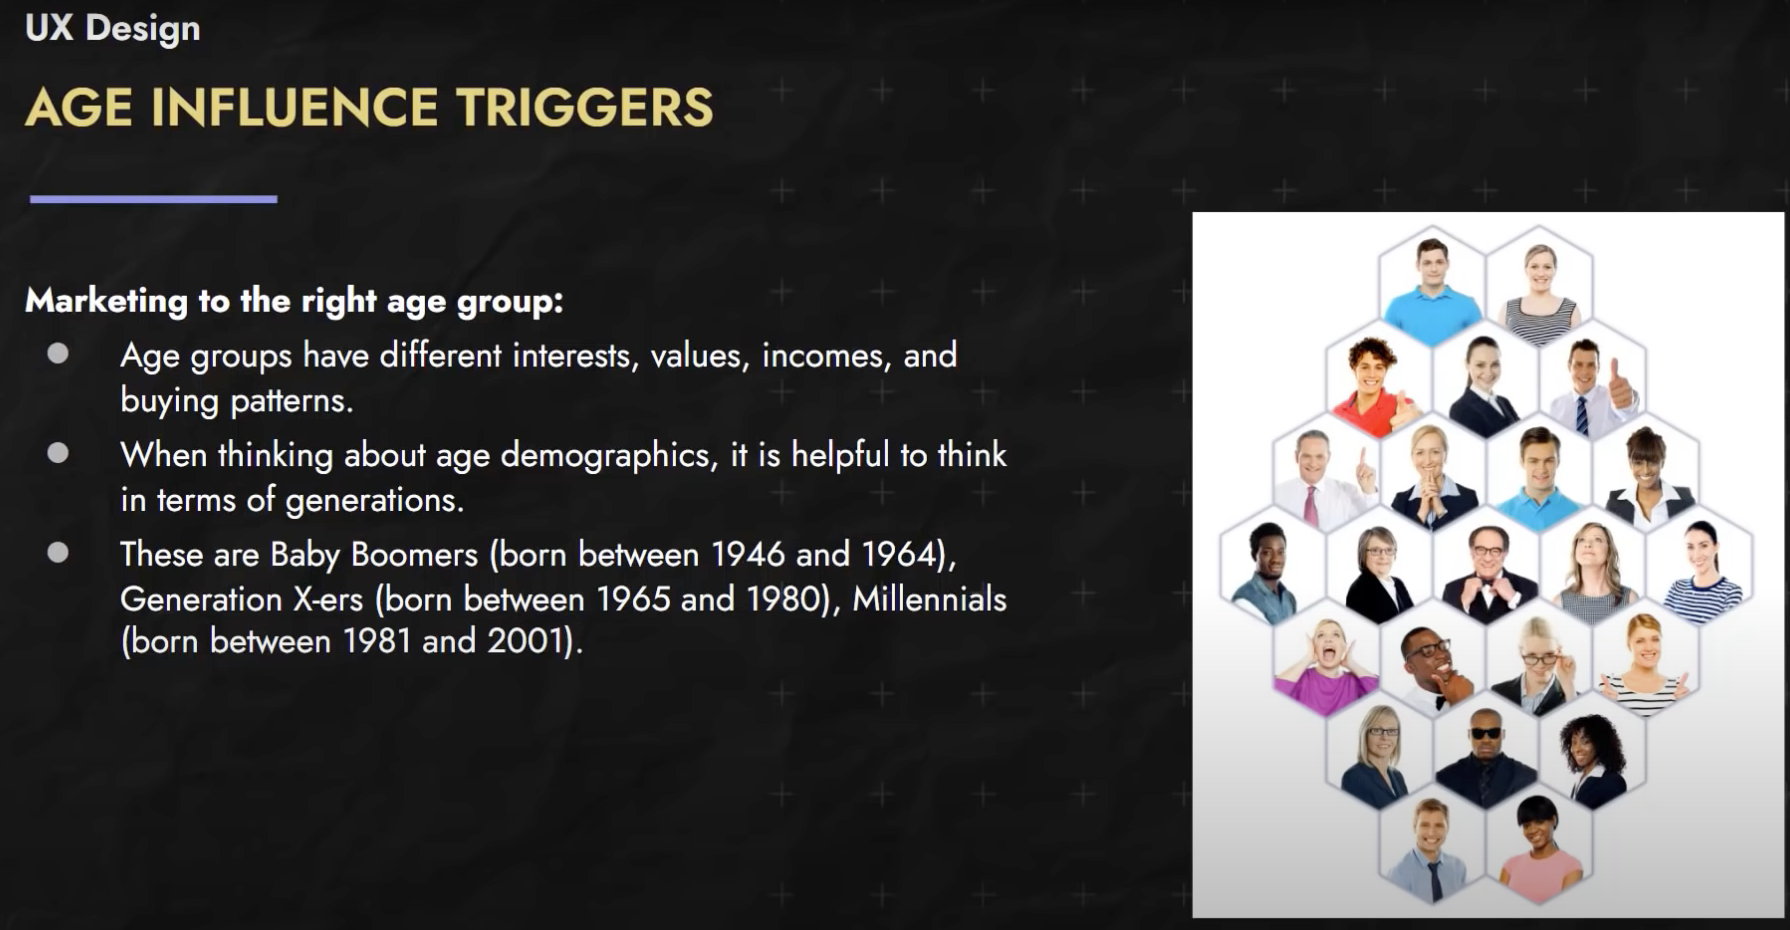 UX Design
AGE INFLUENCE TRIGGERS
Marketing to the right age group:
● Age groups have different interests, values, incomes, and
buying patterns.
● When thinking about age demographics, it is helpful to think
in terms of generations.
● These are Baby Boomers (born between 1946 and 1964),
Generation X-ers (born between 1965 and 1980), Millennials
(born between 1981 and 2001).